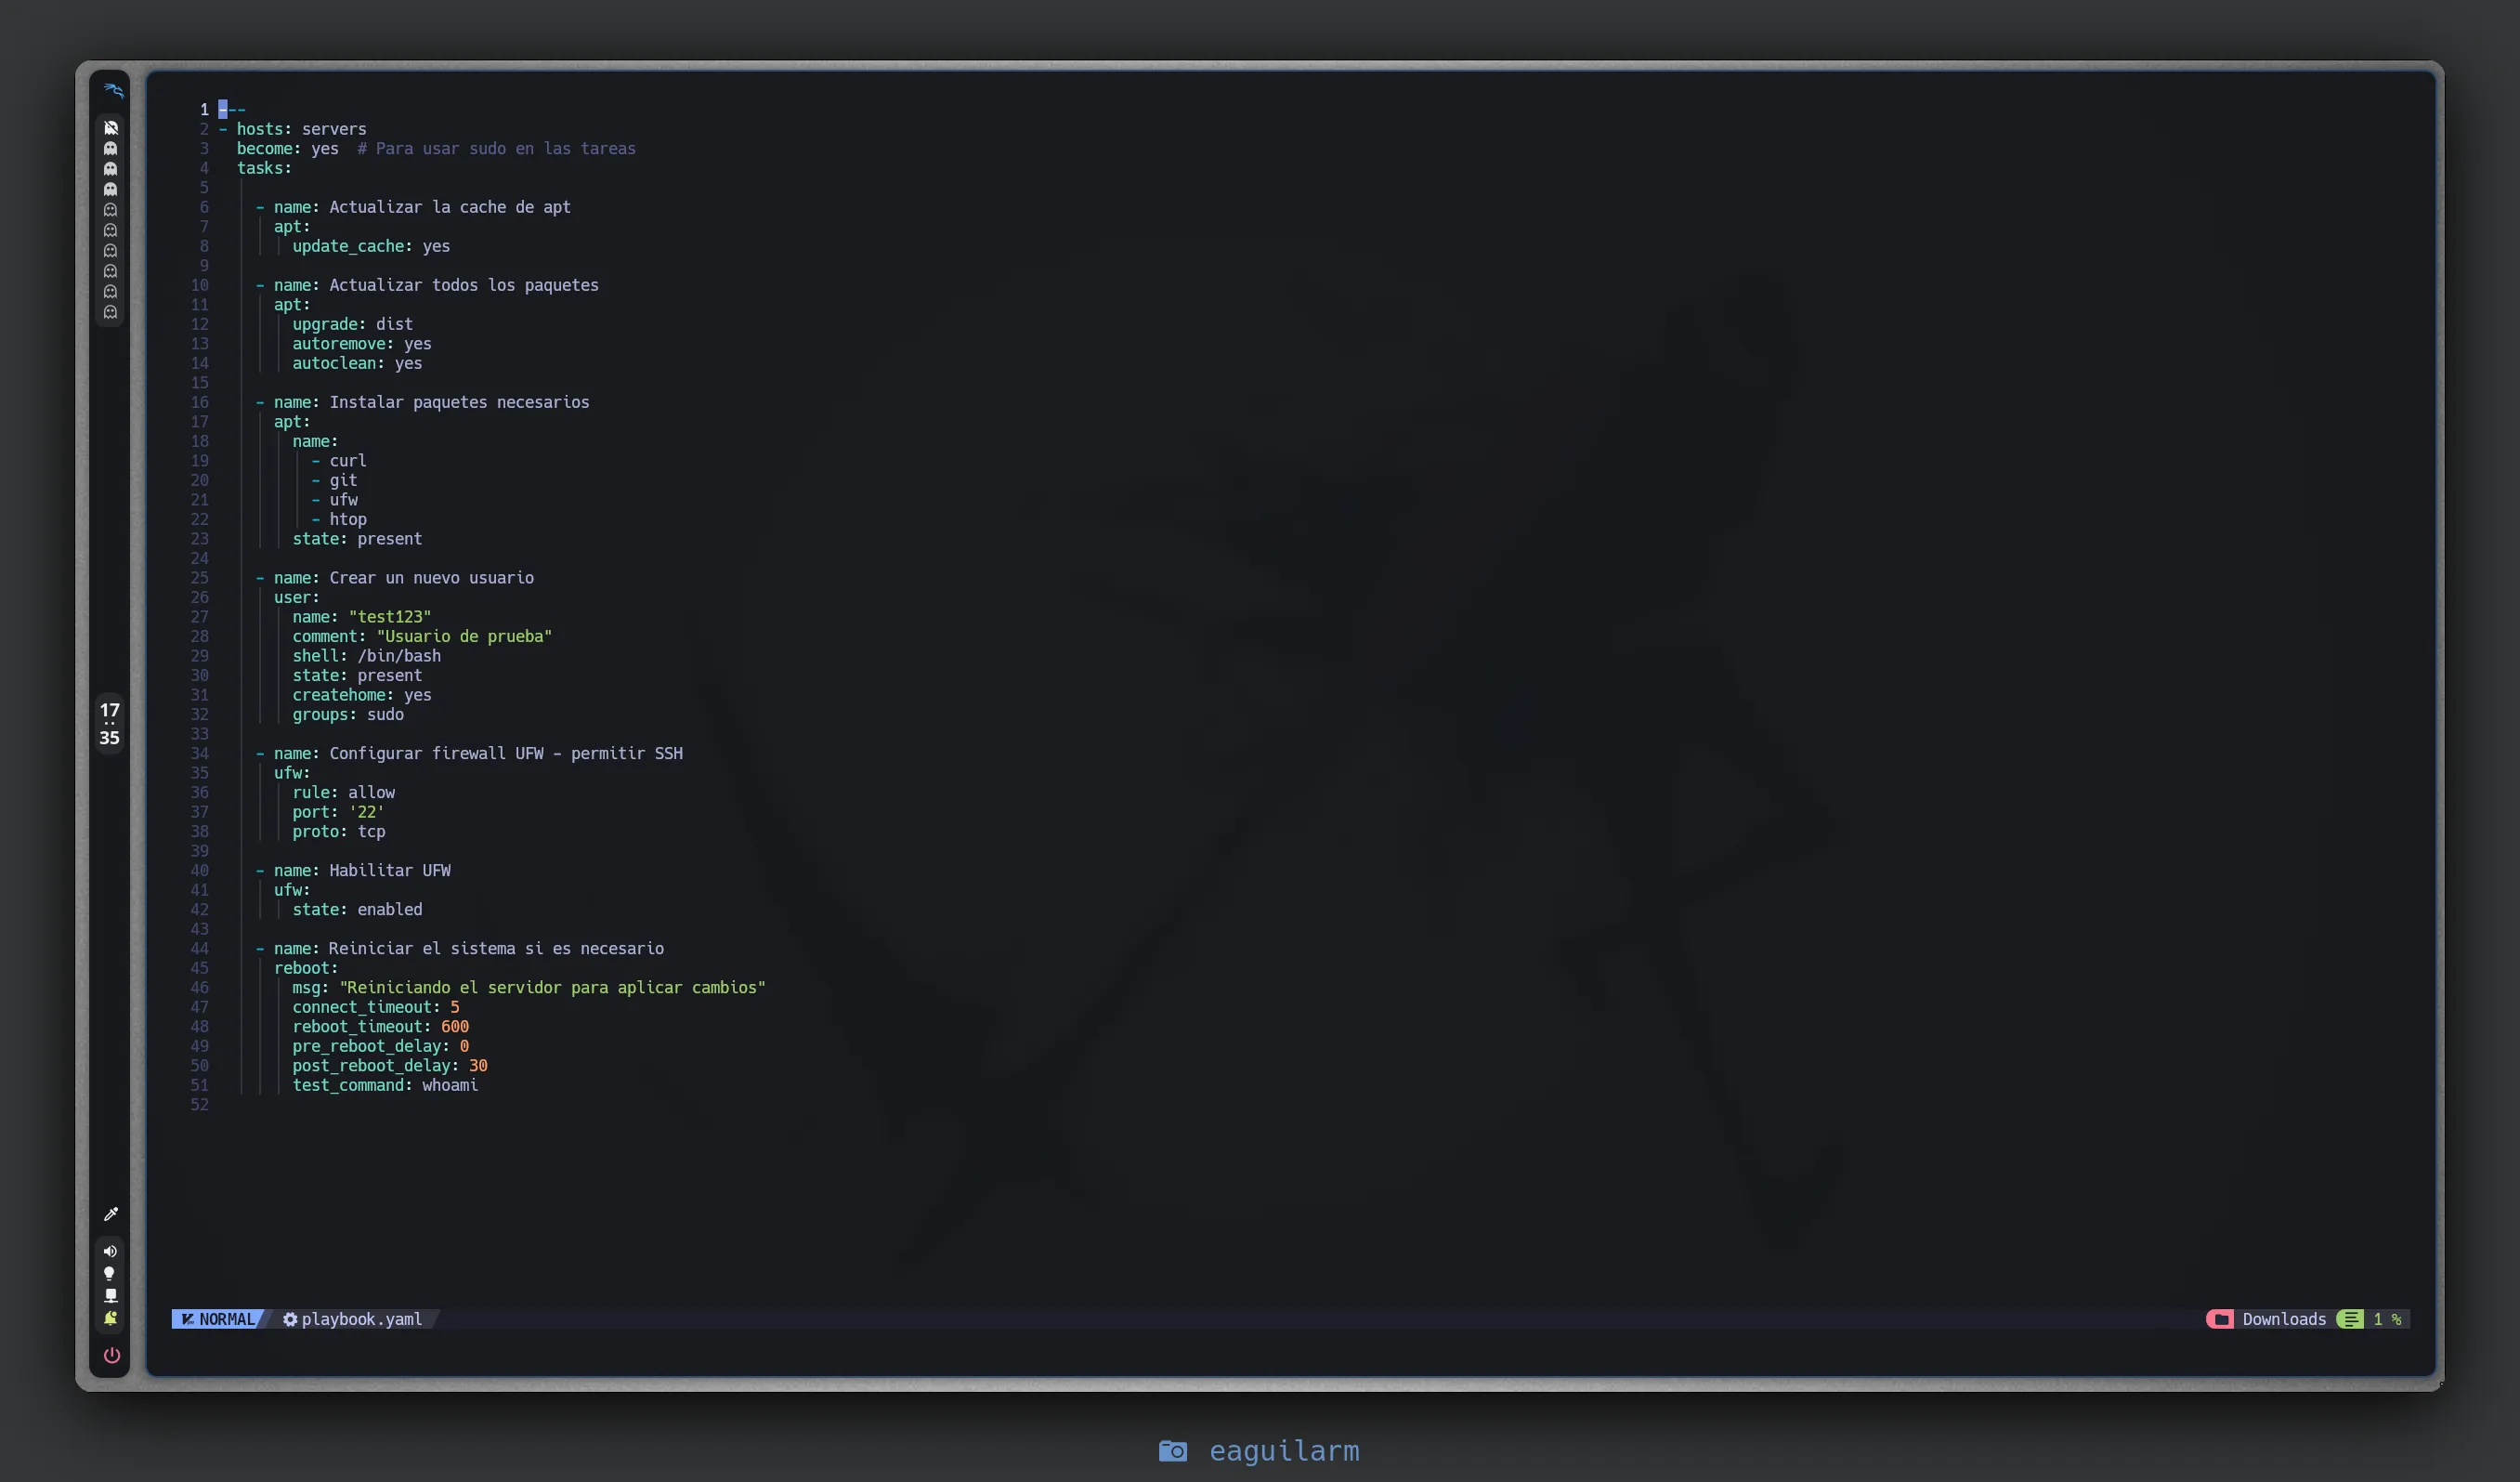 1 ---
2 - hosts: servers
3   become: yes  # Para usar sudo en las tareas
4   tasks:
5
6     - name: Actualizar la cache de apt
7       apt:
8         update_cache: yes
9
10     - name: Actualizar todos los paquetes
11       apt:
12         upgrade: dist
13         autoremove: yes
14         autoclean: yes
15
16     - name: Instalar paquetes necesarios
17       apt:
18         name:
19           - curl
20           - git
21           - ufw
22           - htop
23         state: present
24
25     - name: Crear un nuevo usuario
26       user:
27         name: "test123"
28         comment: "Usuario de prueba"
29         shell: /bin/bash
30         state: present
31         createhome: yes
32         groups: sudo
33
34     - name: Configurar firewall UFW - permitir SSH
35       ufw:
36         rule: allow
37         port: '22'
38         proto: tcp
39
40     - name: Habilitar UFW
41       ufw:
42         state: enabled
43
44     - name: Reiniciar el sistema si es necesario
45       reboot:
46         msg: "Reiniciando el servidor para aplicar cambios"
47         connect_timeout: 5
48         reboot_timeout: 600
49         pre_reboot_delay: 0
50         post_reboot_delay: 30
51         test_command: whoami
52
17
35
NORMAL playbook.yaml Downloads 1 %
eaguilarm